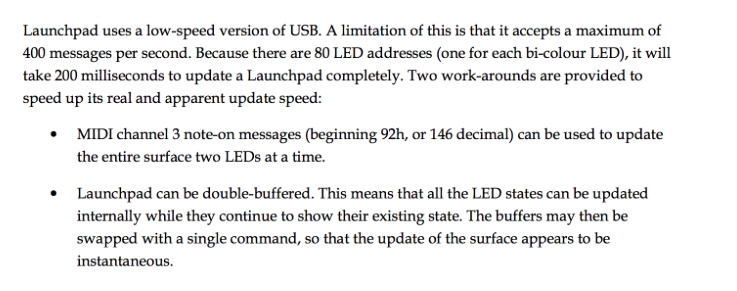 Launchpad uses a low-speed version of USB. A limitation of this is that it accepts a maximum of
400 messages per second. Because there are 80 LED addresses (one for each bi-colour LED), it will
take 200 milliseconds to update a Launchpad completely. Two work-arounds are provided to
speed up its real and apparent update speed:
• MIDI channel 3 note-on messages (beginning 92h, or 146 decimal) can be used to update
the entire surface two LEDs at a time.
• Launchpad can be double-buffered. This means that all the LED states can be updated
internally while they continue to show their existing state. The buffers may then be
swapped with a single command, so that the update of the surface appears to be
instantaneous.